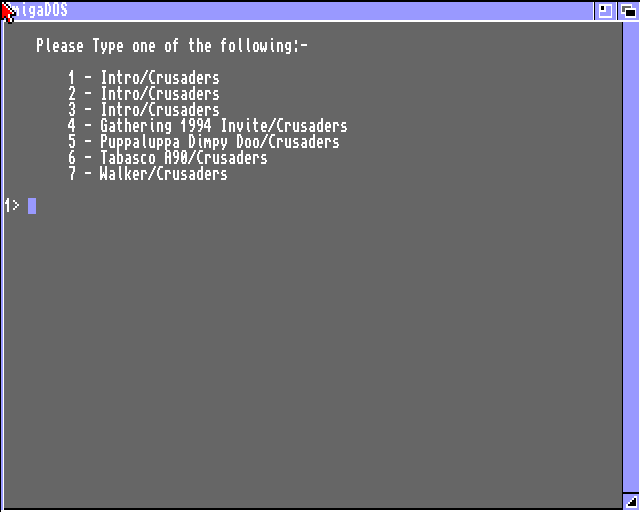 AmigaDOS
Please Type one of the following:-
1 - Intro/Crusaders
2 - Intro/Crusaders
3 - Intro/Crusaders
4 - Gathering 1994 Invite/Crusaders
5 - Puppaluppa Dimpy Doo/Crusaders
6 - Tabasco A90/Crusaders
7 - Walker/Crusaders
1>